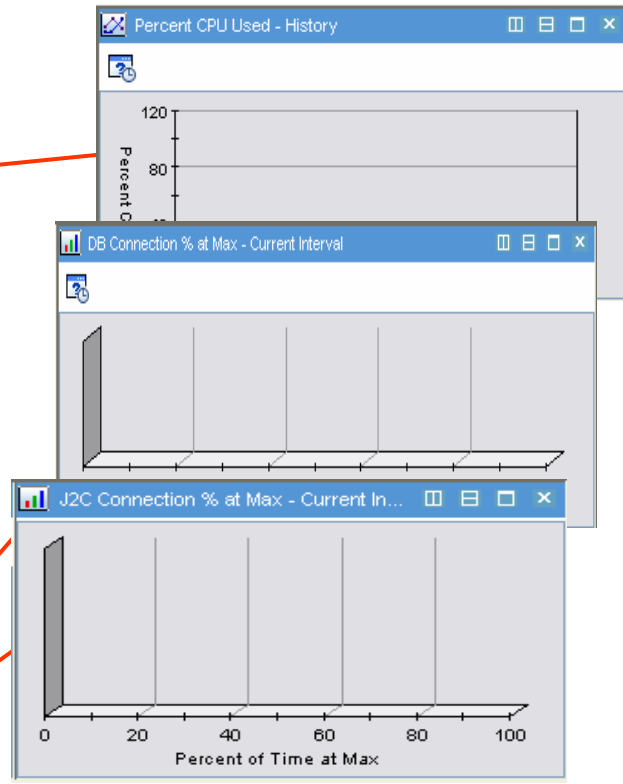 Percent CPU Used - History
120
80
Percent
DB Connection % at Max - Current Interval
J2C Connection % at Max - Current In...
0 20 40 60 80 100
Percent of Time at Max